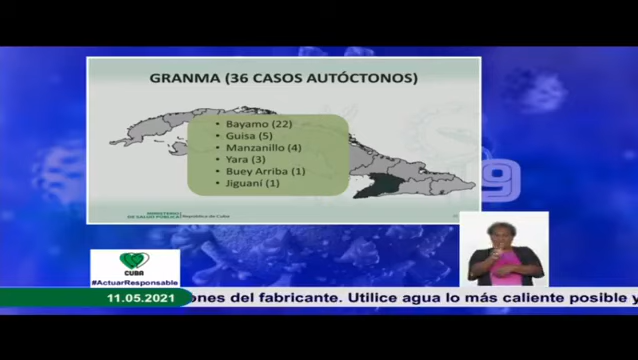 GRANMA (36 CASOS AUTÓCTONOS)
• Bayamo (22)
• Guisa (5)
• Manzanillo (4)
• Yara (3)
• Buey Arriba (1)
• Jiguaní (1)
MINISTERIO
DE SALUD PÚBLICA
República de Cuba
9
CUBA
#ActuarResponsable
11.05.2021
ones del fabricante. Utilice agua lo más caliente posible y